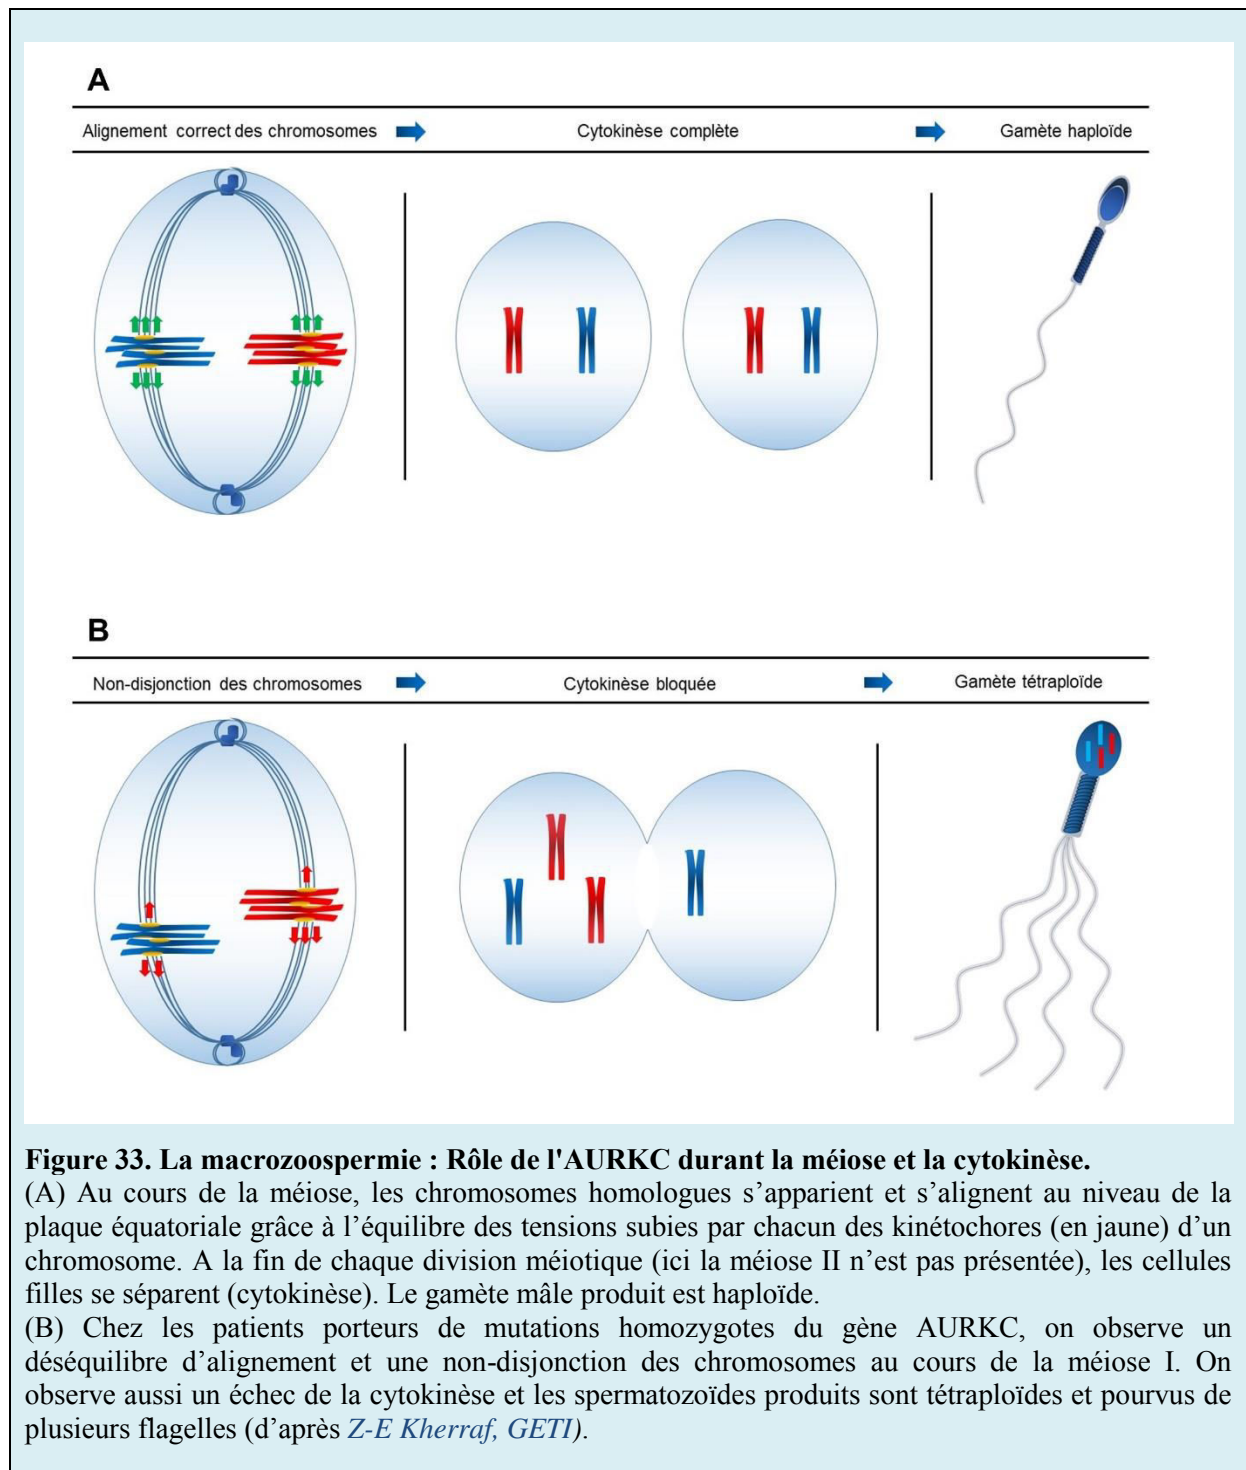 A
Alignement correct des chromosomes
Cytokinèse complète
Gamète haploïde
B
Non-disjonction des chromosomes
Cytokinèse bloquée
Gamète tétraploïde
Figure 33. La macrozoospermie : Rôle de l'AURKC durant la méiose et la cytokinèse.
(A) Au cours de la méiose, les chromosomes homologues s’apparient et s’alignent au niveau de la
plaque équatoriale grâce à l’équilibre des tensions subies par chacun des kinétochores (en jaune) d’un
chromosome. A la fin de chaque division méiotique (ici la méiose II n’est pas présentée), les cellules
filles se séparent (cytokinèse). Le gamète mâle produit est haploïde.
(B) Chez les patients porteurs de mutations homozygotes du gène AURKC, on observe un
déséquilibre d’alignement et une non-disjonction des chromosomes au cours de la méiose I. On
observe aussi un échec de la cytokinèse et les spermatozoïdes produits sont tétraploïdes et pourvus de
plusieurs flagelles (d’après Z-E Kherraf, GETI).